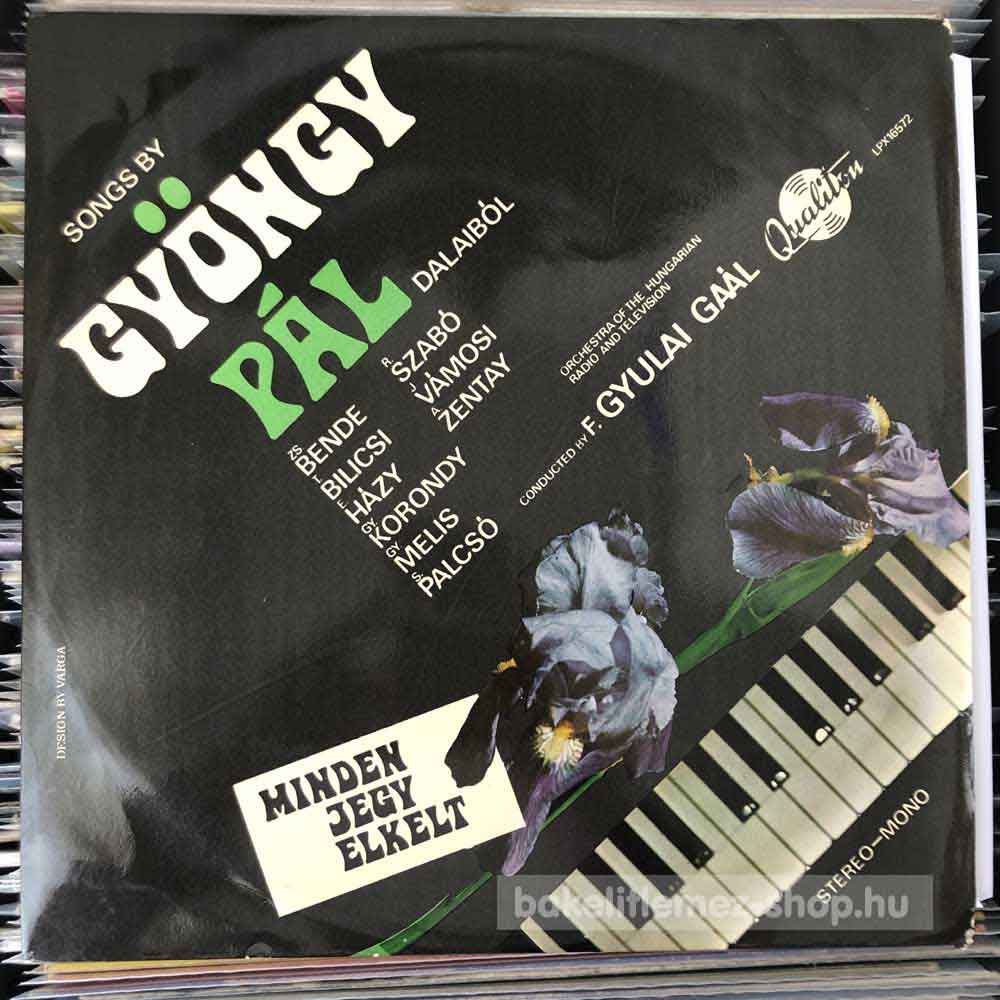 SONGS BY
GYÖNGY
PÁL
DALAIBÓL
ZS
BENDE
T
BILICSI
E
HÁZY
GY
KORONDY
GY
MELIS
S.
PALCSÓ
R.
SZABÓ
J
VÁMOSI
A
ZENTAY
ORCHESTRA OF THE HUNGARIAN
RADIO AND TELEVISION
CONDUCTED BY F. GYULAI GAÁL
Qualiton
LPX16572
DESIGN BY VARGA
MINDEN
JEGY
ELKELT
STEREO–MONO
bakelitlemez-shop.hu